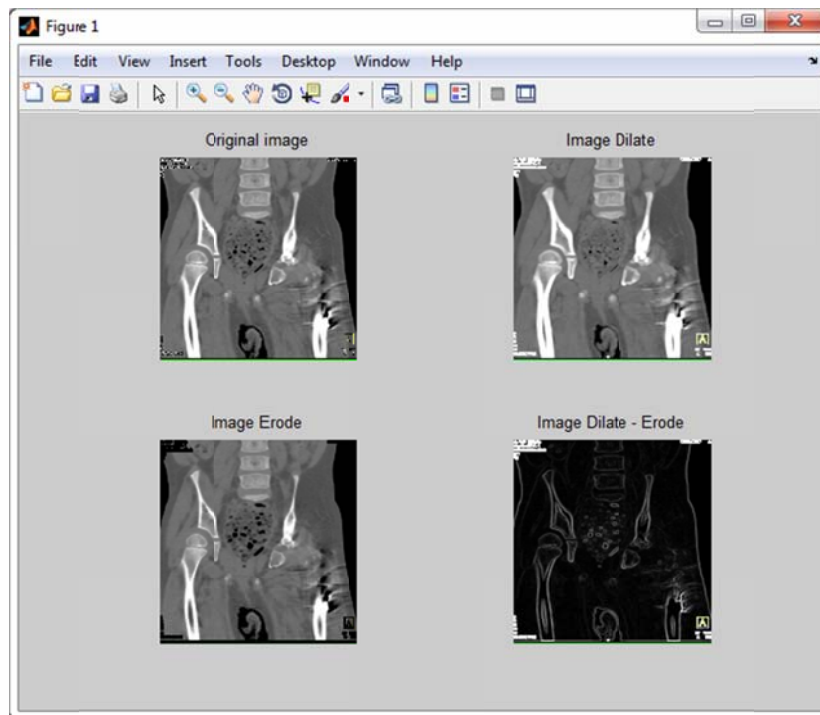 Figure 1
File Edit View Insert Tools Desktop Window Help
Original image
Image Dilate
A
Image Erode
Image Dilate - Erode
A